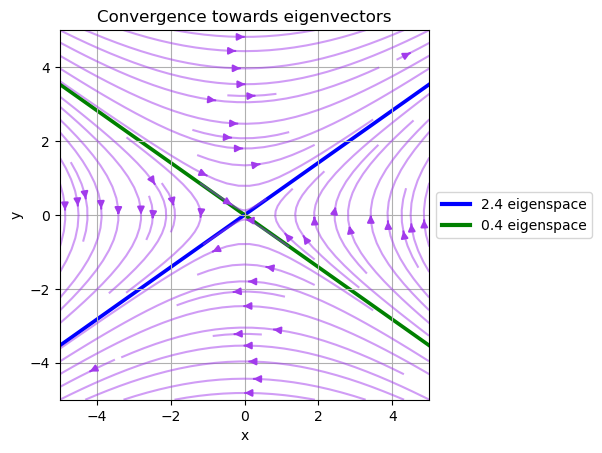 Convergence towards eigenvectors
4
2
0
−2
−4
y
−4
−2
0
2
4
x
2.4 eigenspace
0.4 eigenspace